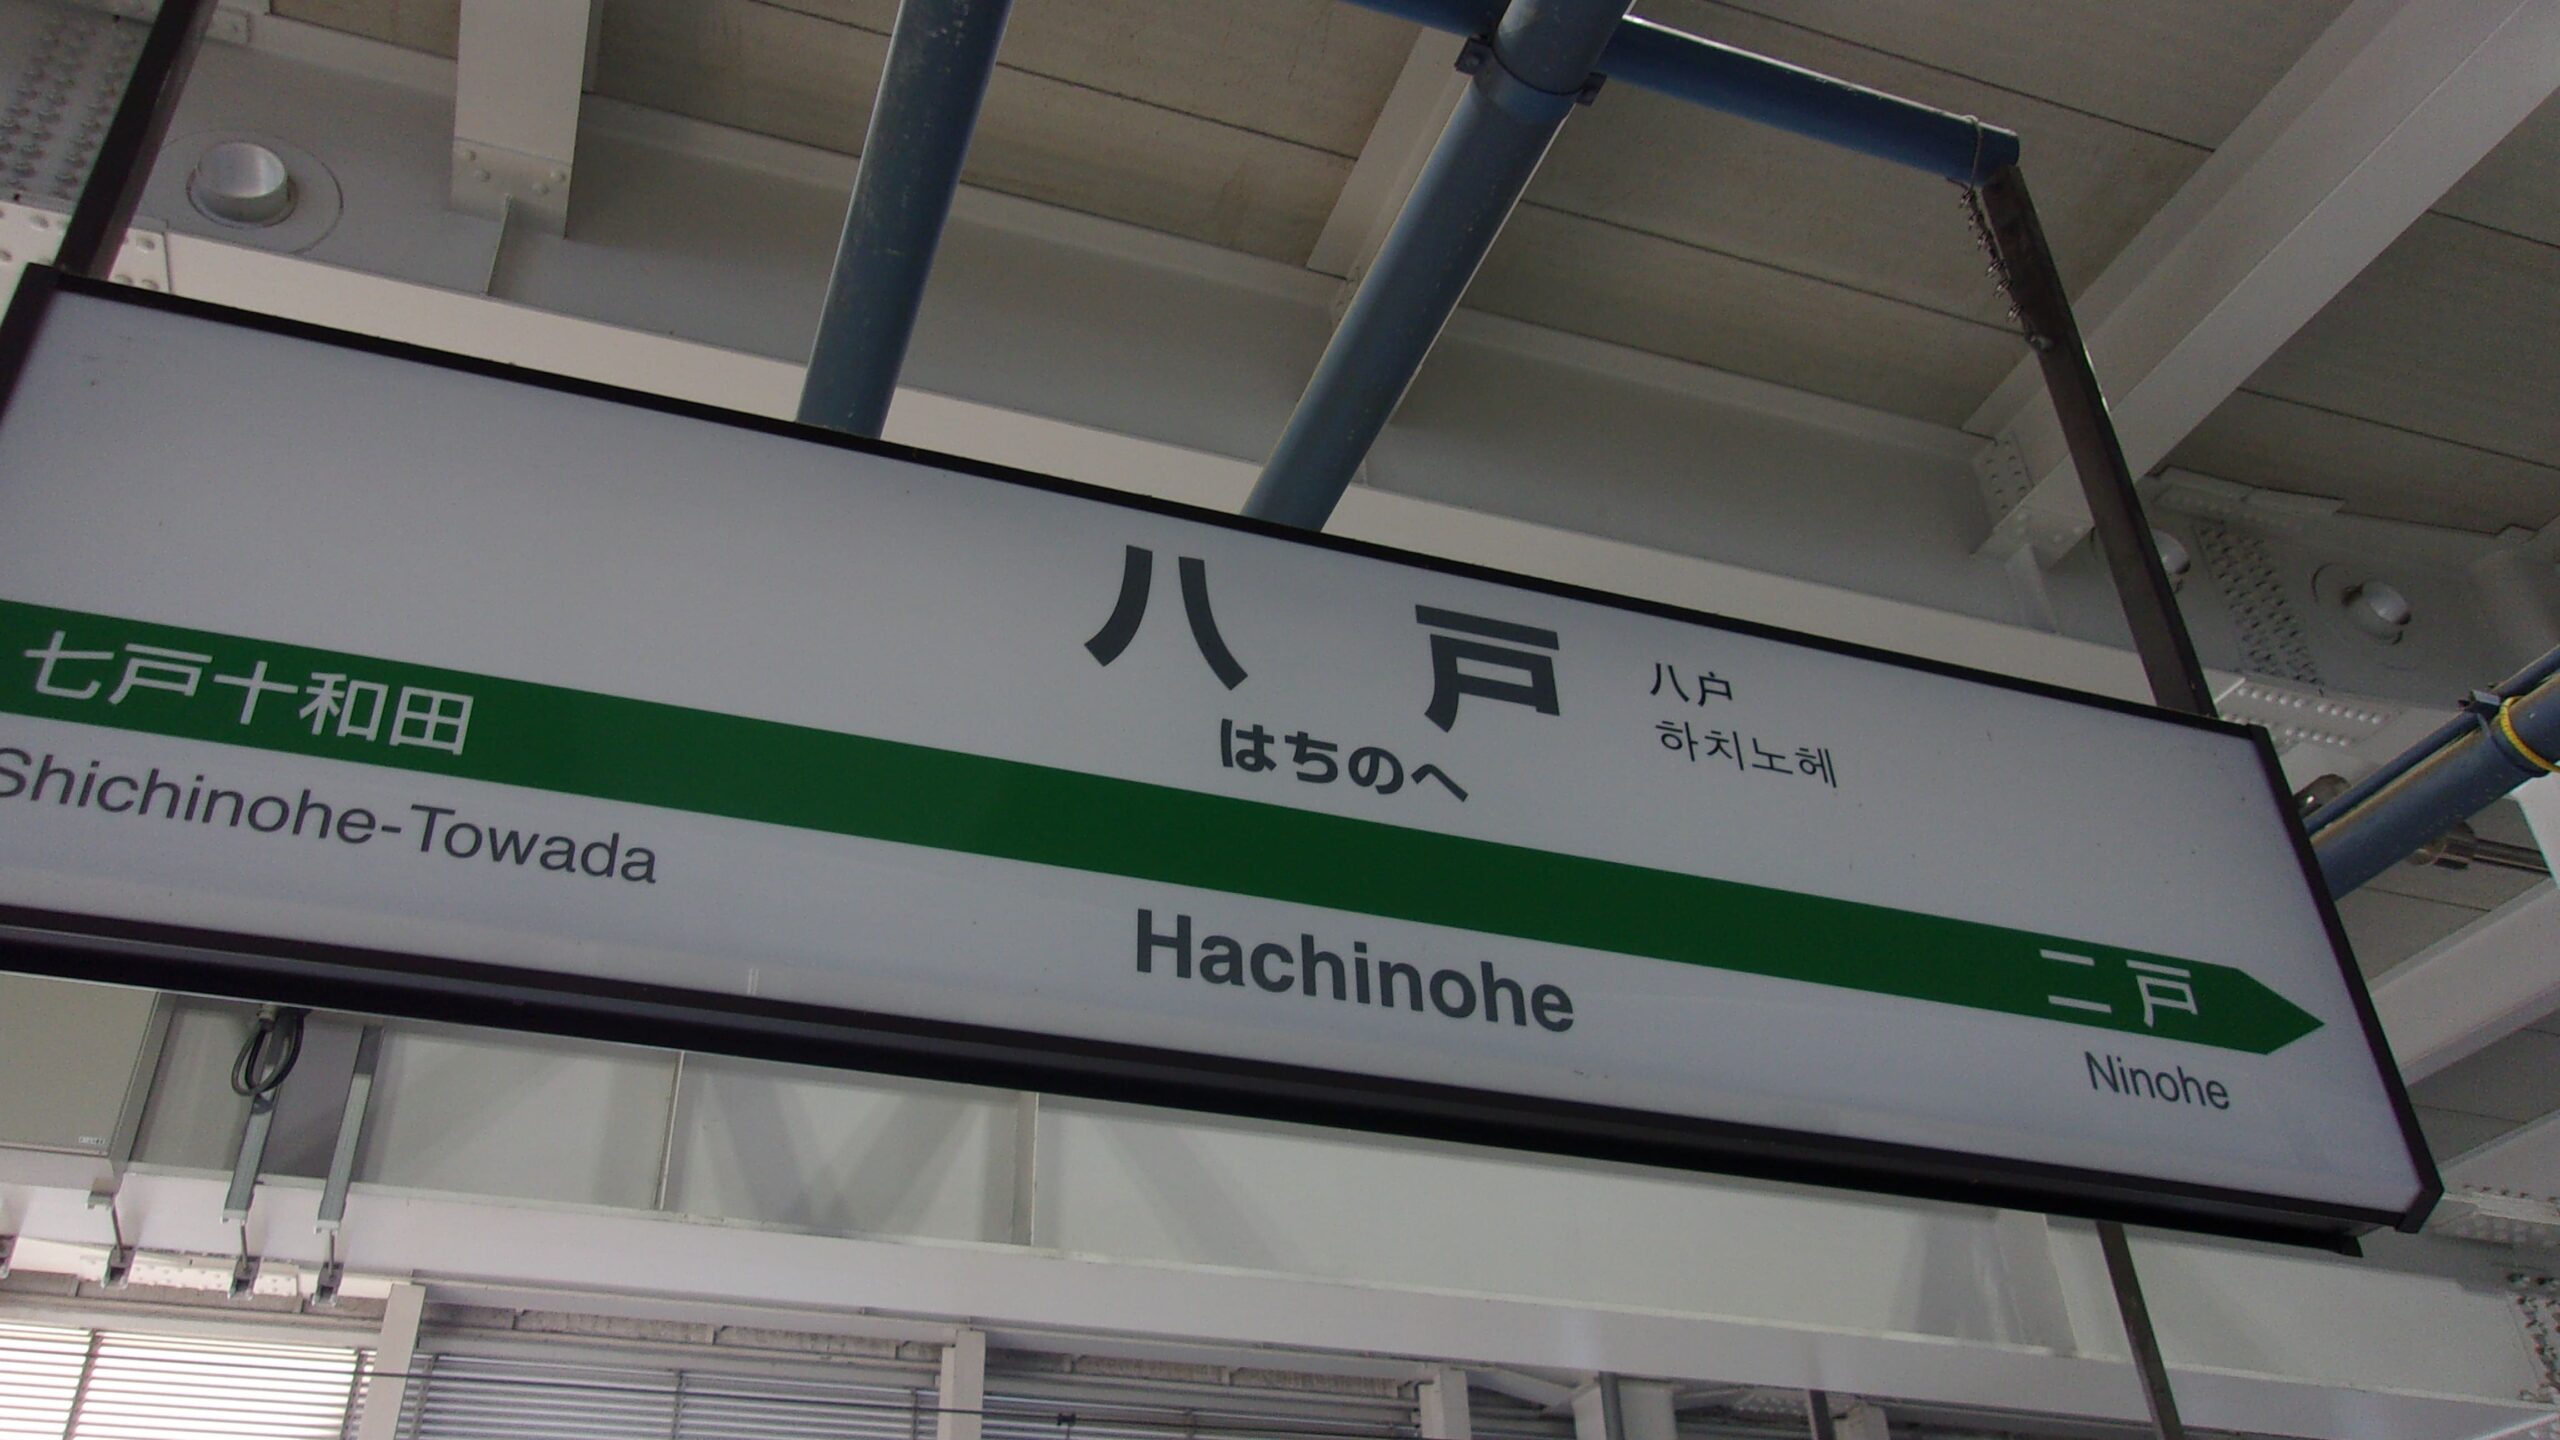 八戸
八户
하치노헤
はちのへ
七戸十和田
二戸
Shichinohe-Towada
Hachinohe
Ninohe